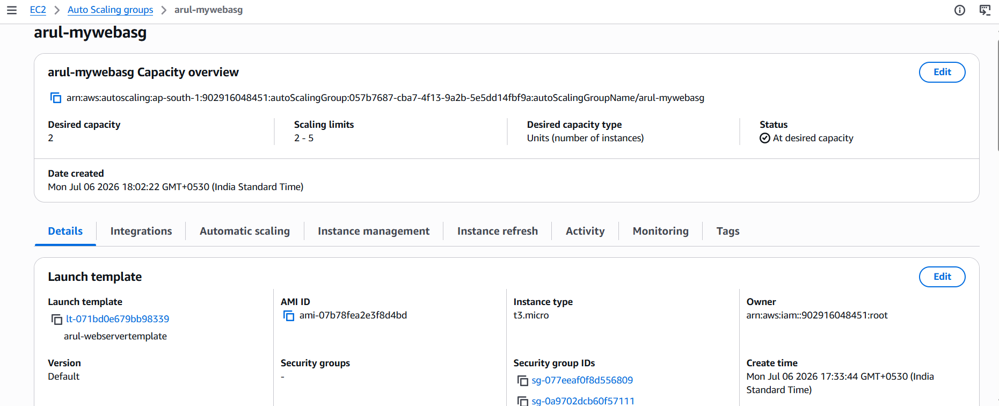 EC2 > Auto Scaling groups > arul-mywebasg
arul-mywebasg
arul-mywebasg Capacity overview
Edit
arn:aws:autoscaling:ap-south-1:902916048451:autoScalingGroup:057b7687-cba7-4f13-9a2b-5e5dd14fbf9a:autoScalingGroupName/arul-mywebasg
Desired capacity
2
Scaling limits
2 - 5
Desired capacity type
Units (number of instances)
Status
At desired capacity
Date created
Mon Jul 06 2026 18:02:22 GMT+0530 (India Standard Time)
Details Integrations Automatic scaling Instance management Instance refresh Activity Monitoring Tags
Launch template
Edit
Launch template
lt-071bd0e679bb98339
arul-webservertemplate
AMI ID
ami-07b78fea2e3f8d4bd
Instance type
t3.micro
Owner
arn:aws:iam::902916048451:root
Version
Default
Security groups
-
Security group IDs
sg-077eeaf0f8d556809
sg-0a9702dcb60f57111
Create time
Mon Jul 06 2026 17:33:44 GMT+0530 (India
Standard Time)